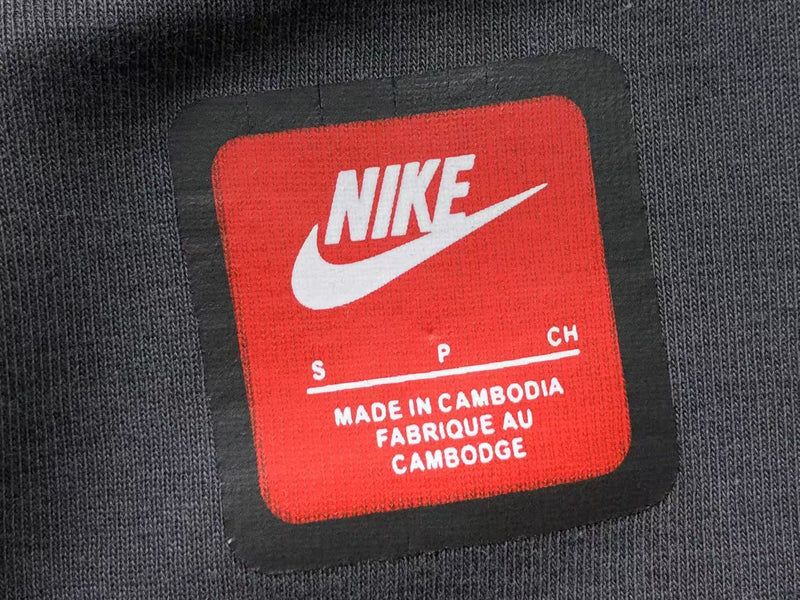 NIKE
S P CH
MADE IN CAMBODIA
FABRIQUE AU
CAMBODGE